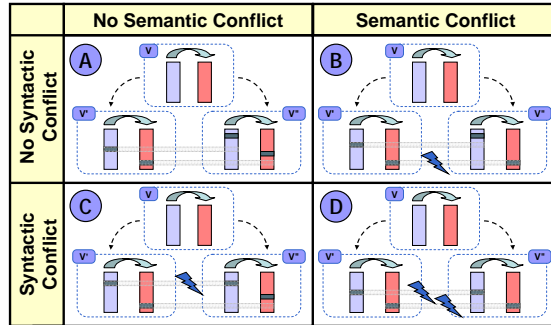 No Semantic Conflict
Semantic Conflict
No Syntactic
Conflict
A
V
V'
V"
B
V
V'
V"
Syntactic
Conflict
C
V
V'
V"
D
V
V'
V"